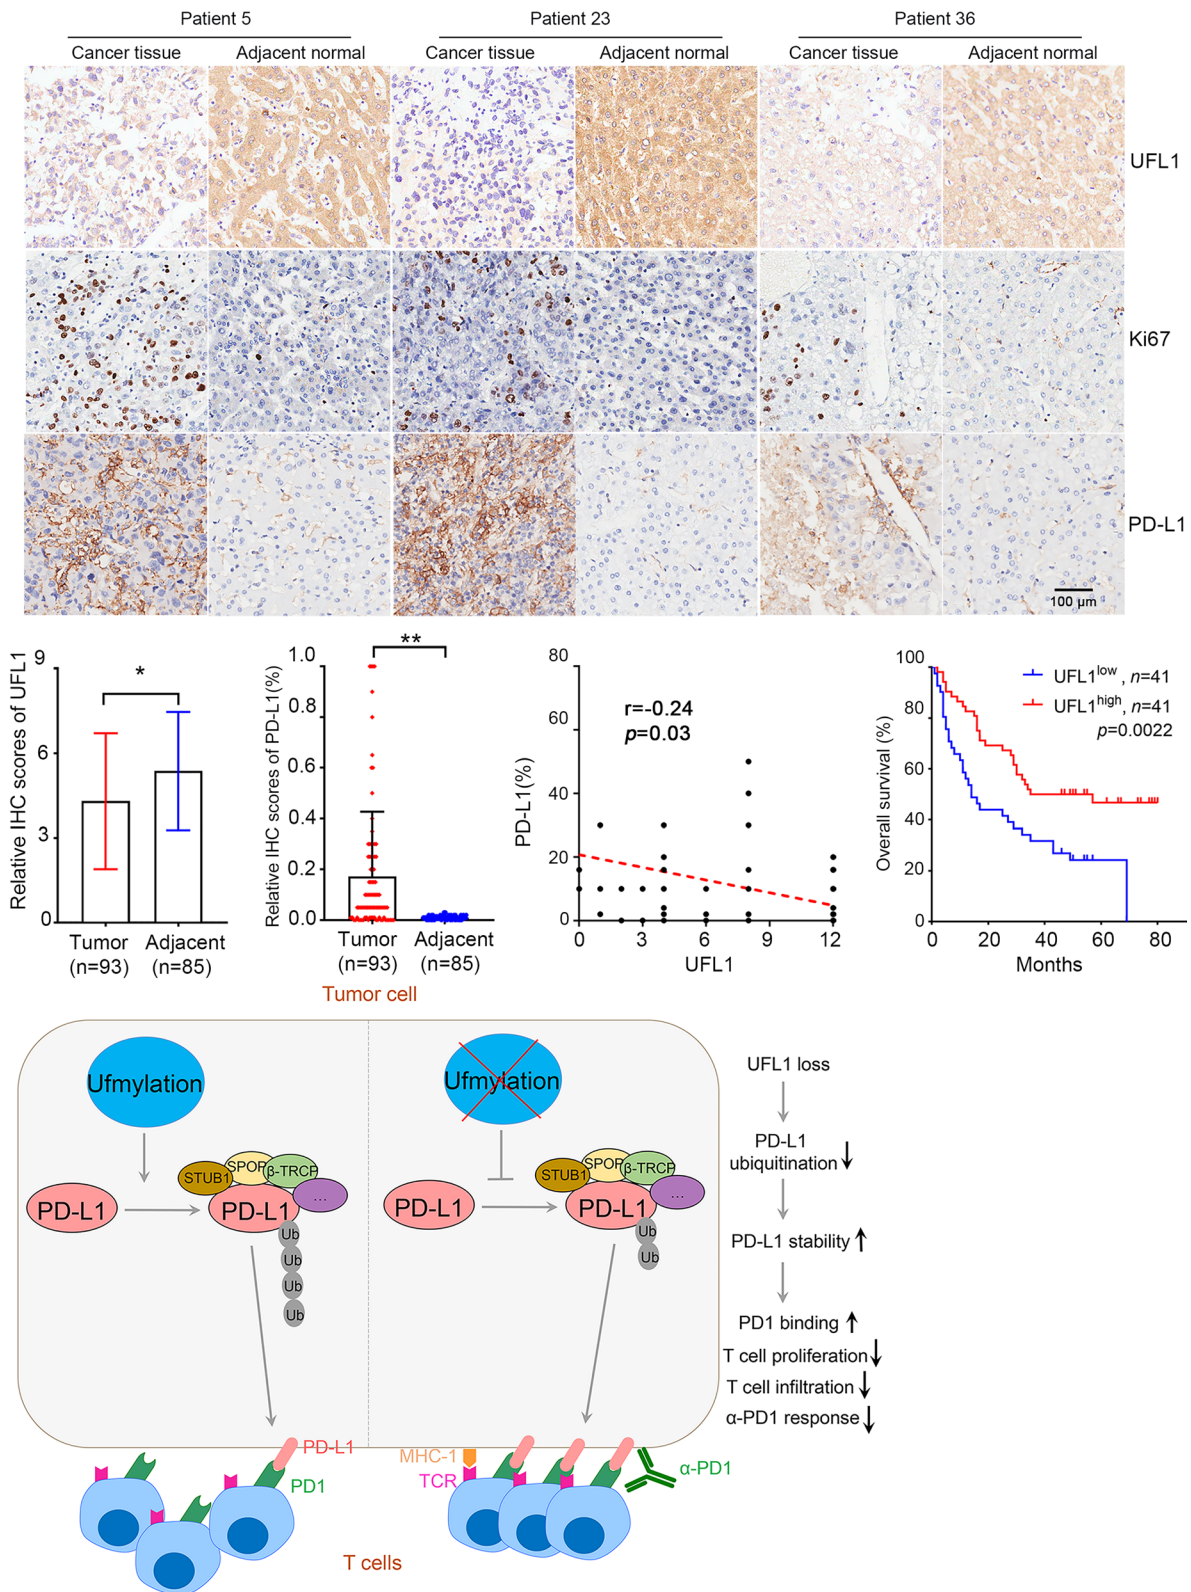 Patient 5
Patient 23
Patient 36
Cancer tissue
Adjacent normal
Cancer tissue
Adjacent normal
Cancer tissue
Adjacent normal
UFL1
Ki67
PD-L1
100 µm
Relative IHC scores of UFL1
9
6
3
0
*
Tumor
(n=93)
Adjacent
(n=85)
Relative IHC scores of PD-L1(%)
1.0
0.8
0.6
0.4
0.2
0.0
**
Tumor
(n=93)
Adjacent
(n=85)
PD-L1(%)
80
60
40
20
0
r=-0.24
p=0.03
0
3
6
9
12
UFL1
Overall survival (%)
100
80
60
40
20
0
UFL1low, n=41
UFL1high, n=41
p=0.0022
0
20
40
60
80
Months
Tumor cell
Ufmylation
Ufmylation
STUB1
SPOP
β-TRCP
...
PD-L1
PD-L1
Ub
Ub
Ub
Ub
STUB1
SPOP
β-TRCP
...
PD-L1
PD-L1
Ub
Ub
UFL1 loss
PD-L1
ubiquitination
PD-L1 stability
PD1 binding
T cell proliferation
T cell infiltration
α-PD1 response
PD-L1
PD1
MHC-1
TCR
α-PD1
T cells